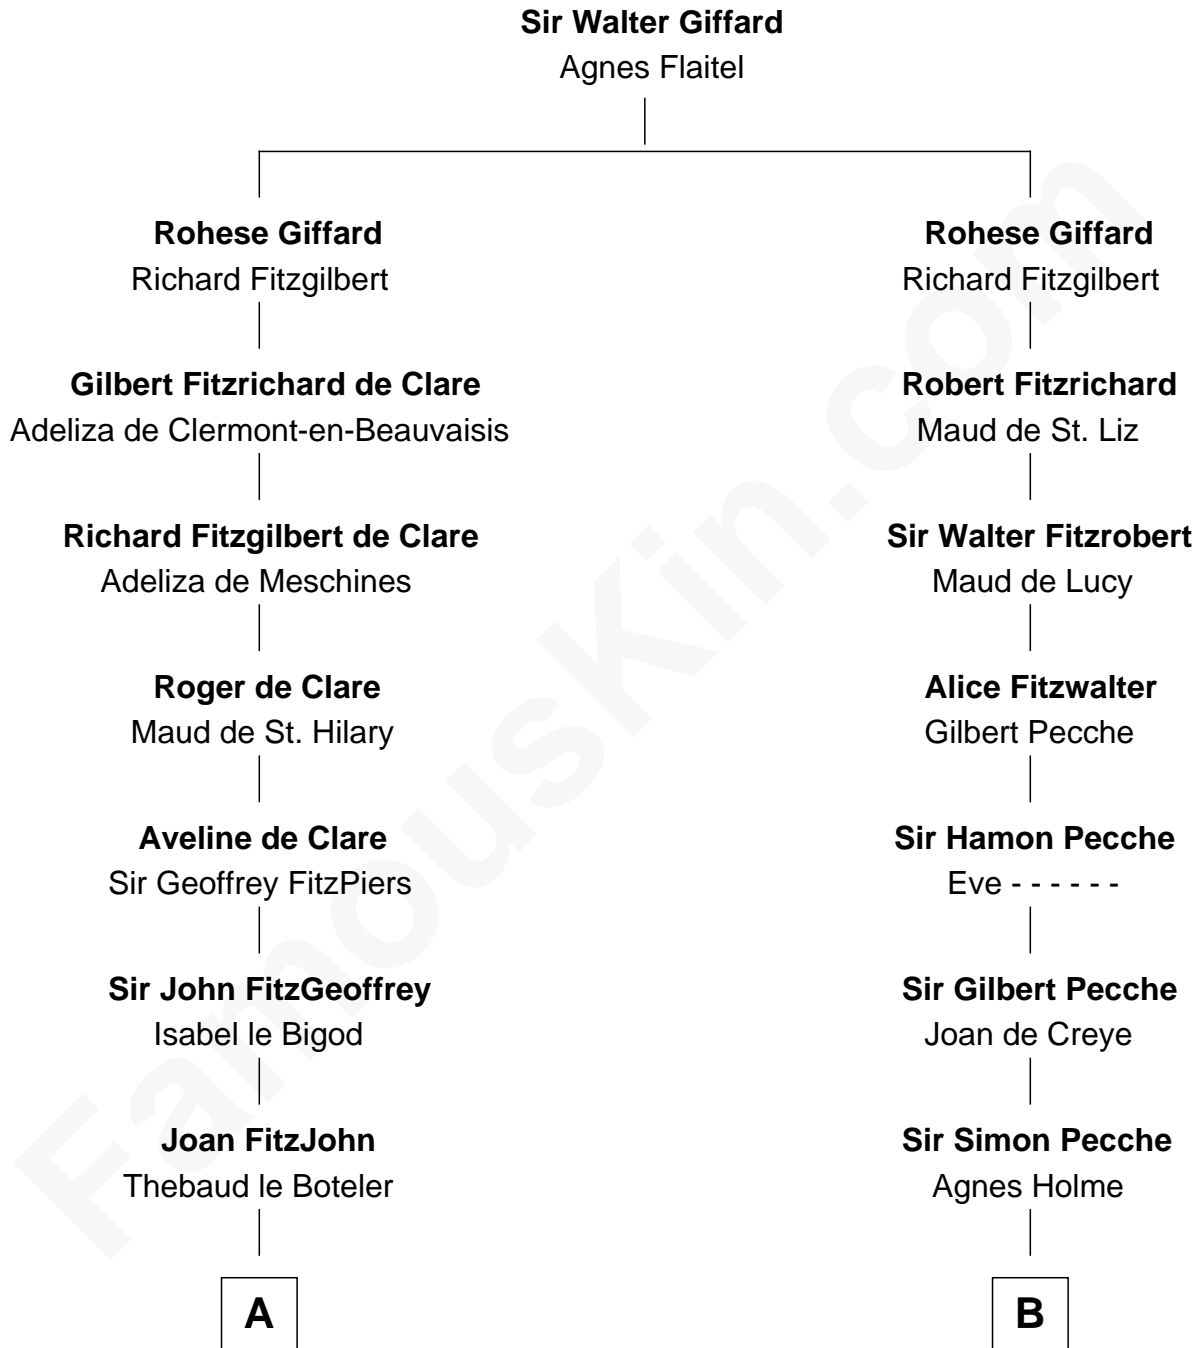 Sir Walter Giffard
Agnes Flaitel
Rohese Giffard
Richard Fitzgilbert
Gilbert Fitzrichard de Clare
Adeliza de Clermont-en-Beauvaisis
Richard Fitzgilbert de Clare
Adeliza de Meschines
Roger de Clare
Maud de St. Hilary
Aveline de Clare
Sir Geoffrey FitzPiers
Sir John FitzGeoffrey
Isabel le Bigod
Joan FitzJohn
Thebaud le Boteler
A
Rohese Giffard
Richard Fitzgilbert
Robert Fitzrichard
Maud de St. Liz
Sir Walter Fitzrobert
Maud de Lucy
Alice Fitzwalter
Gilbert Pecche
Sir Hamon Pecche
Eve - - - - - -
Sir Gilbert Pecche
Joan de Creye
Sir Simon Pecche
Agnes Holme
B
FamousKin.com